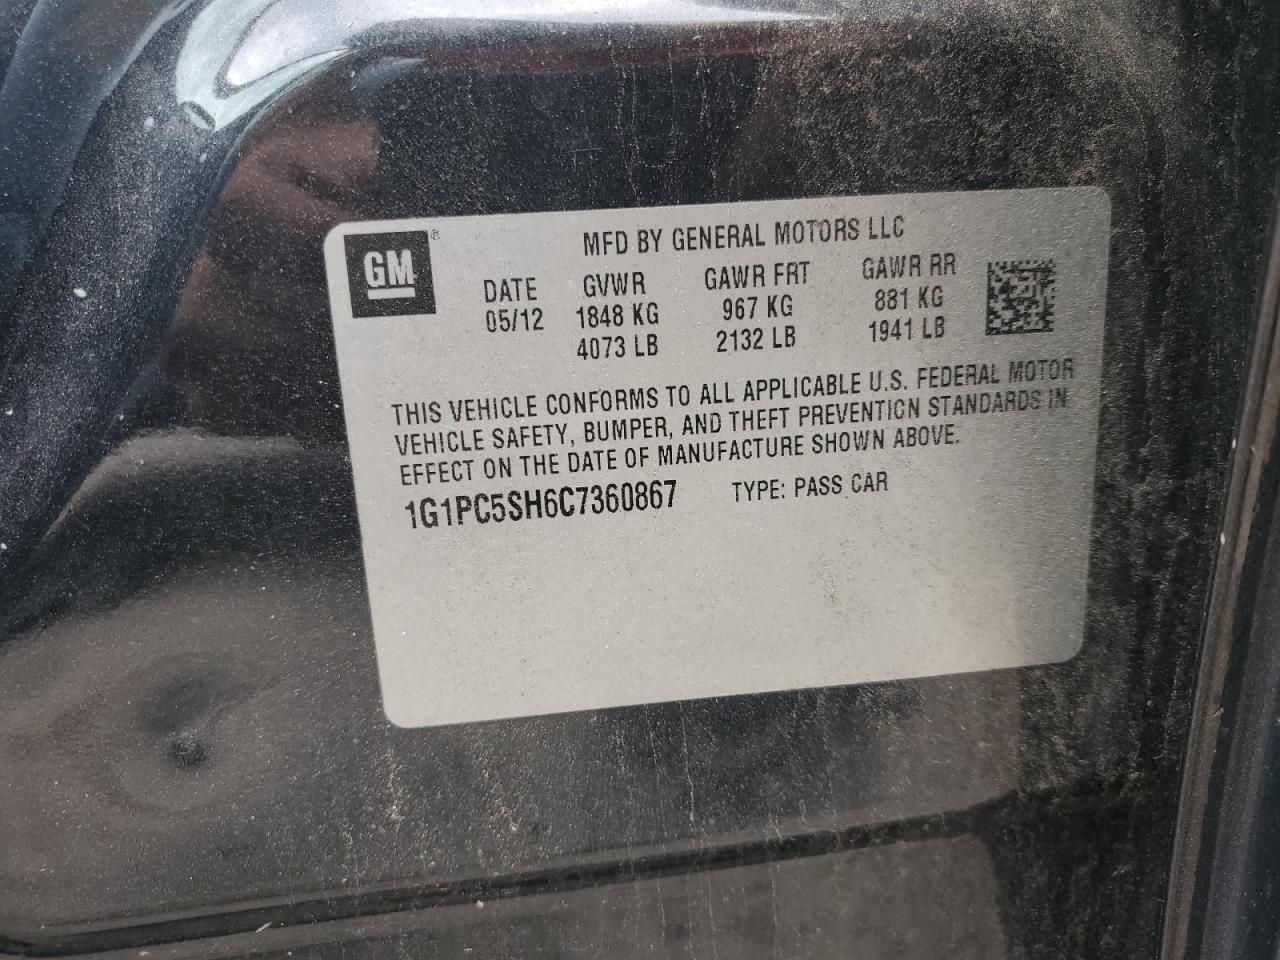 GM ®
MFD BY GENERAL MOTORS LLC
DATE GVWR GAWR FRT GAWR RR
05/12 1848 KG 967 KG 881 KG
4073 LB 2132 LB 1941 LB
THIS VEHICLE CONFORMS TO ALL APPLICABLE U.S. FEDERAL MOTOR
VEHICLE SAFETY, BUMPER, AND THEFT PREVENTION STANDARDS IN
EFFECT ON THE DATE OF MANUFACTURE SHOWN ABOVE.
1G1PC5SH6C7360867 TYPE: PASS CAR